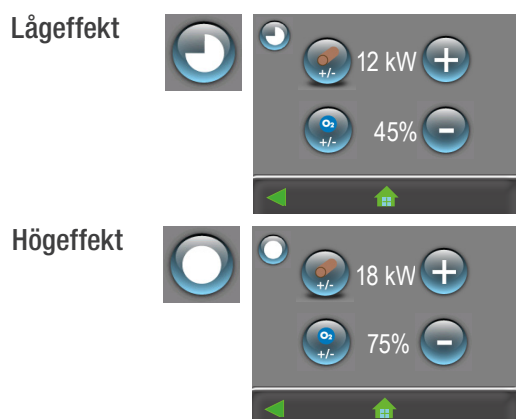 Lågeffekt
+/- 12 kW +
O₂ +/- 45% -
Högeffekt
+/- 18 kW +
O₂ +/- 75% -